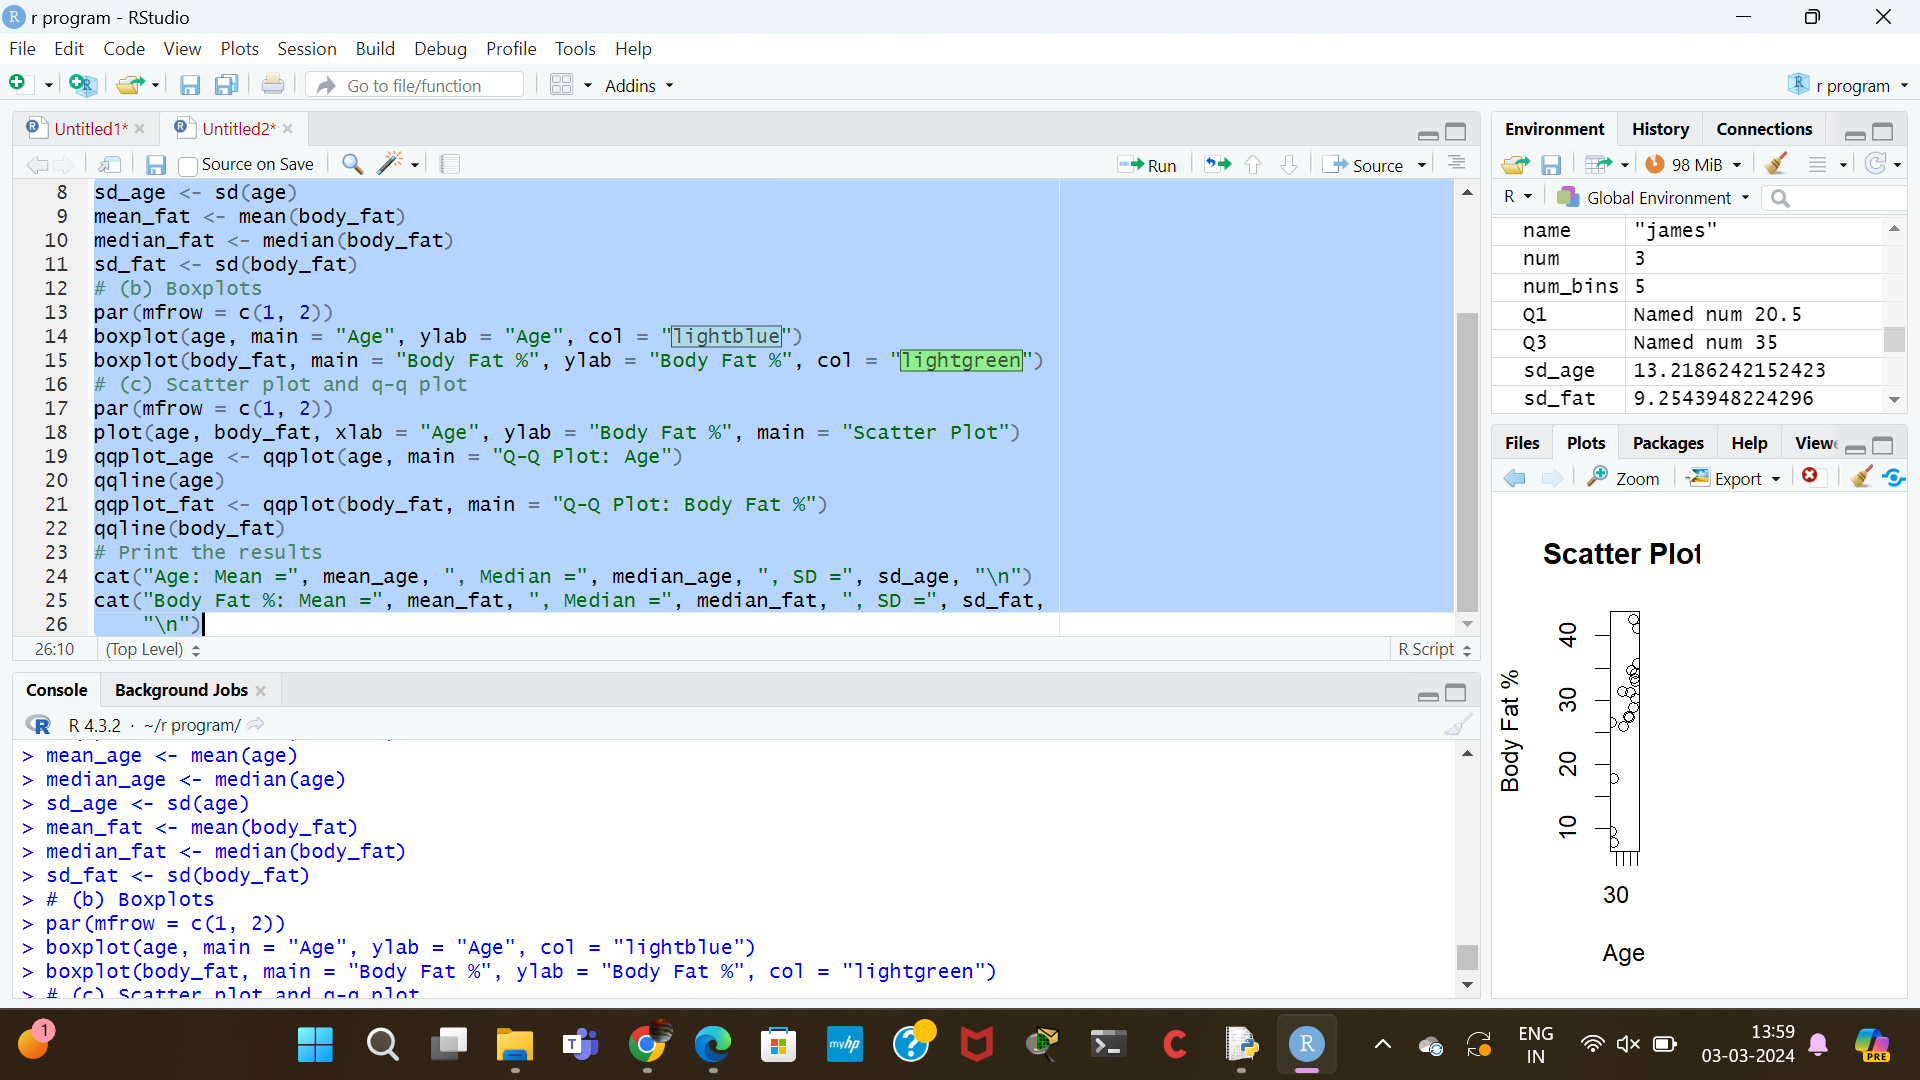 r program - RStudio
File Edit Code View Plots Session Build Debug Profile Tools Help
Go to file/function Addins r program
Untitled1* Untitled2*
Source on Save Run Source
8 sd_age <- sd(age)
9 mean_fat <- mean(body_fat)
10 median_fat <- median(body_fat)
11 sd_fat <- sd(body_fat)
12 # (b) Boxplots
13 par(mfrow = c(1, 2))
14 boxplot(age, main = "Age", ylab = "Age", col = "lightblue")
15 boxplot(body_fat, main = "Body Fat %", ylab = "Body Fat %", col = "lightgreen")
16 # (c) Scatter plot and q-q plot
17 par(mfrow = c(1, 2))
18 plot(age, body_fat, xlab = "Age", ylab = "Body Fat %", main = "Scatter Plot")
19 qqplot_age <- qqplot(age, main = "Q-Q Plot: Age")
20 qqline(age)
21 qqplot_fat <- qqplot(body_fat, main = "Q-Q Plot: Body Fat %")
22 qqline(body_fat)
23 # Print the results
24 cat("Age: Mean =", mean_age, ", Median =", median_age, ", SD =", sd_age, "\n")
25 cat("Body Fat %: Mean =", mean_fat, ", Median =", median_fat, ", SD =", sd_fat,
26 "\n")
26:10 (Top Level) R Script
Console Background Jobs
R 4.3.2 · ~/r program/
> mean_age <- mean(age)
> median_age <- median(age)
> sd_age <- sd(age)
> mean_fat <- mean(body_fat)
> median_fat <- median(body_fat)
> sd_fat <- sd(body_fat)
> # (b) Boxplots
> par(mfrow = c(1, 2))
> boxplot(age, main = "Age", ylab = "Age", col = "lightblue")
> boxplot(body_fat, main = "Body Fat %", ylab = "Body Fat %", col = "lightgreen")
> # (c) Scatter plot and q-q plot
Environment History Connections
98 MiB
R Global Environment
name "james"
num 3
num_bins 5
Q1 Named num 20.5
Q3 Named num 35
sd_age 13.2186242152423
sd_fat 9.2543948224296
Files Plots Packages Help View
Zoom Export
Scatter Plot
Body Fat %
40
30
20
10
30
Age
1
T
myhp
?
C
R
ENG
IN
13:59
03-03-2024
PRE